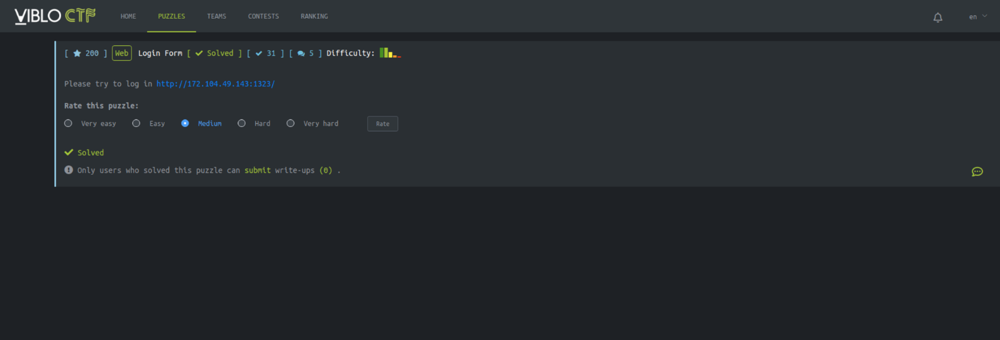 VIBLO CTF HOME PUZZLES TEAMS CONTESTS RANKING en
[ 200 ] Web Login Form [ Solved ] [ 31 ] [ 5 ] Difficulty:
Please try to log in http://172.104.49.143:1323/
Rate this puzzle:
Very easy Easy Medium Hard Very hard Rate
Solved
Only users who solved this puzzle can submit write-ups (0) .